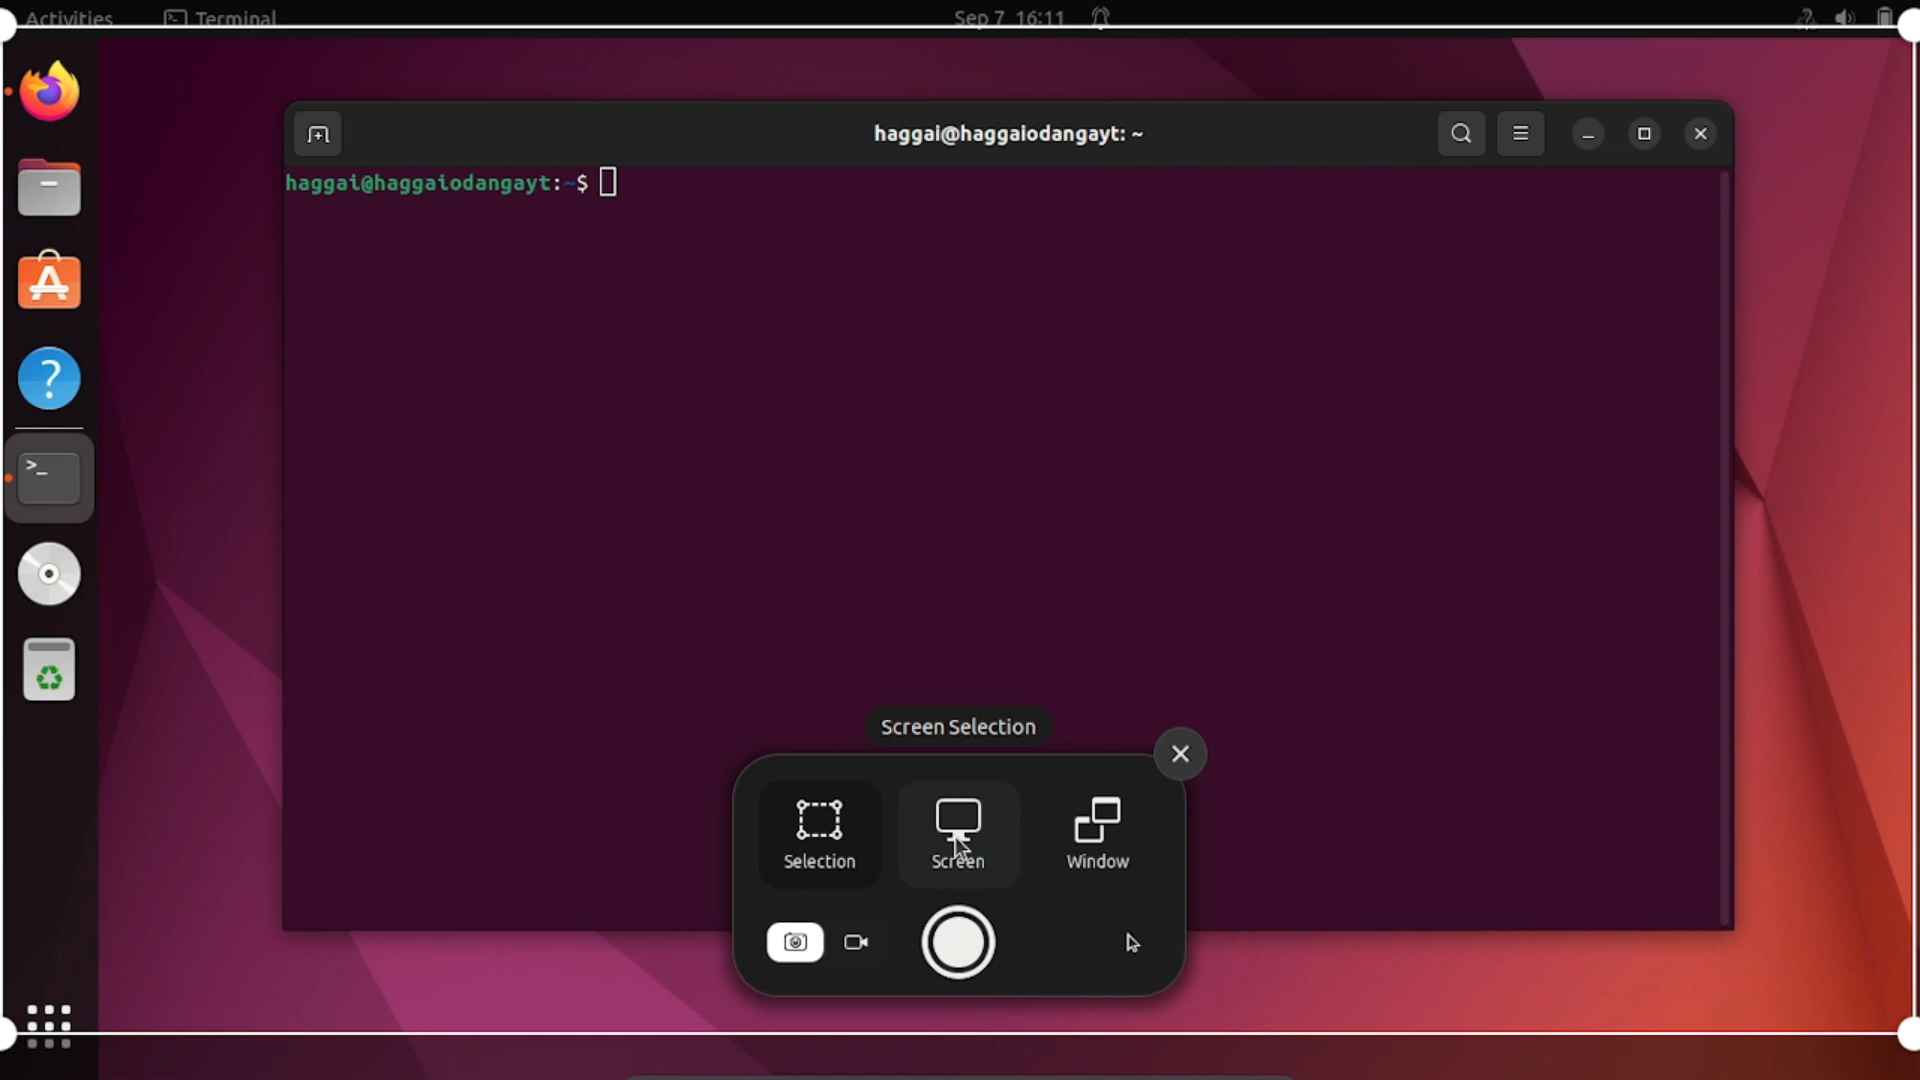 Activities
Terminal
Sep 7 16:11
haggai@haggaiodangayt: ~
haggai@haggaiodangayt:~$
Screen Selection
Selection
Screen
Window